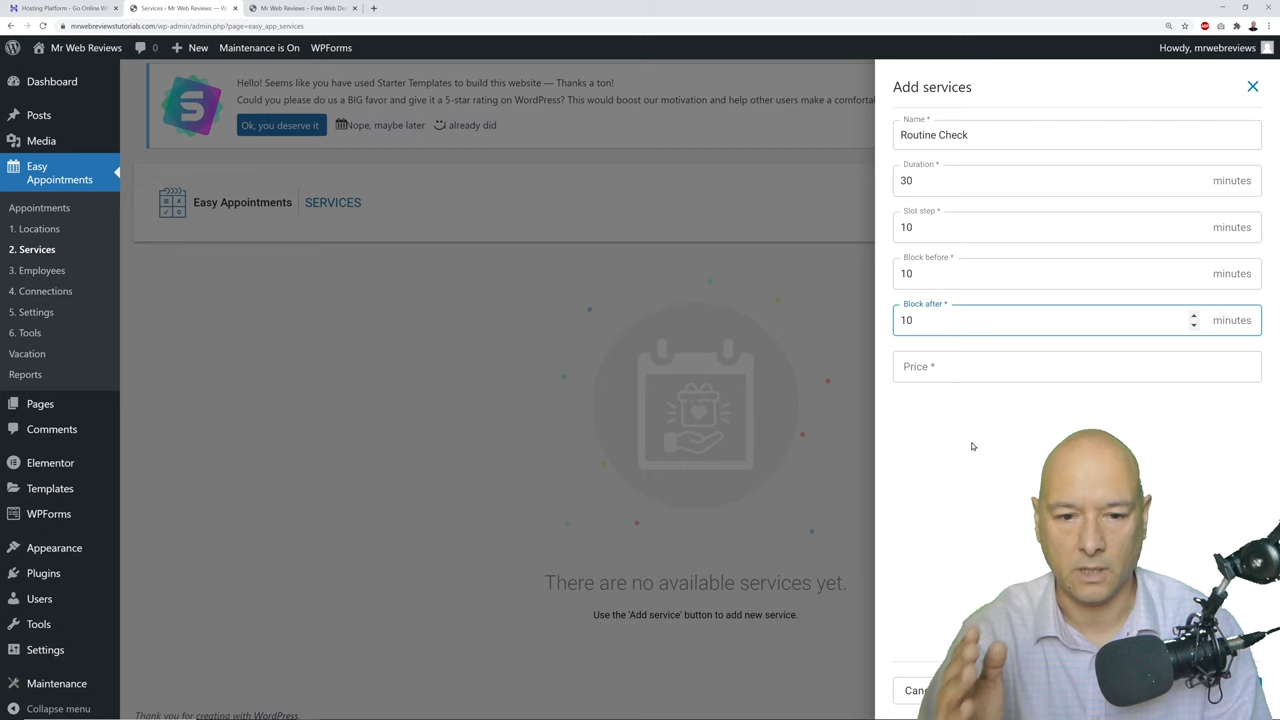 Hosting Platform - Go Online W
Services ‹ Mr Web Reviews — W
Mr Web Reviews – Free Web De
mrwebreviewstutorials.com/wp-admin/admin.php?page=easy_app_services
Mr Web Reviews
0
New
Maintenance is On
WPForms
Howdy, mrwebreviews
Dashboard
Posts
Media
Easy
Appointments
Appointments
1. Locations
2. Services
3. Employees
4. Connections
5. Settings
6. Tools
Vacation
Reports
Pages
Comments
Elementor
Templates
WPForms
Appearance
Plugins
Users
Tools
Settings
Maintenance
Collapse menu
Hello! Seems like you have used Starter Templates to build this website — Thanks a ton!
Could you please do us a BIG favor and give it a 5-star rating on WordPress? This would boost our motivation and help other users make a comfortal
Ok, you deserve it
Nope, maybe later
already did
Easy Appointments
SERVICES
There are no available services yet.
Use the 'Add service' button to add new service.
Thank you for creating with WordPress.
Add services
Name *
Routine Check
Duration *
30 minutes
Slot step *
10 minutes
Block before *
10 minutes
Block after *
10 minutes
Price *
Canc